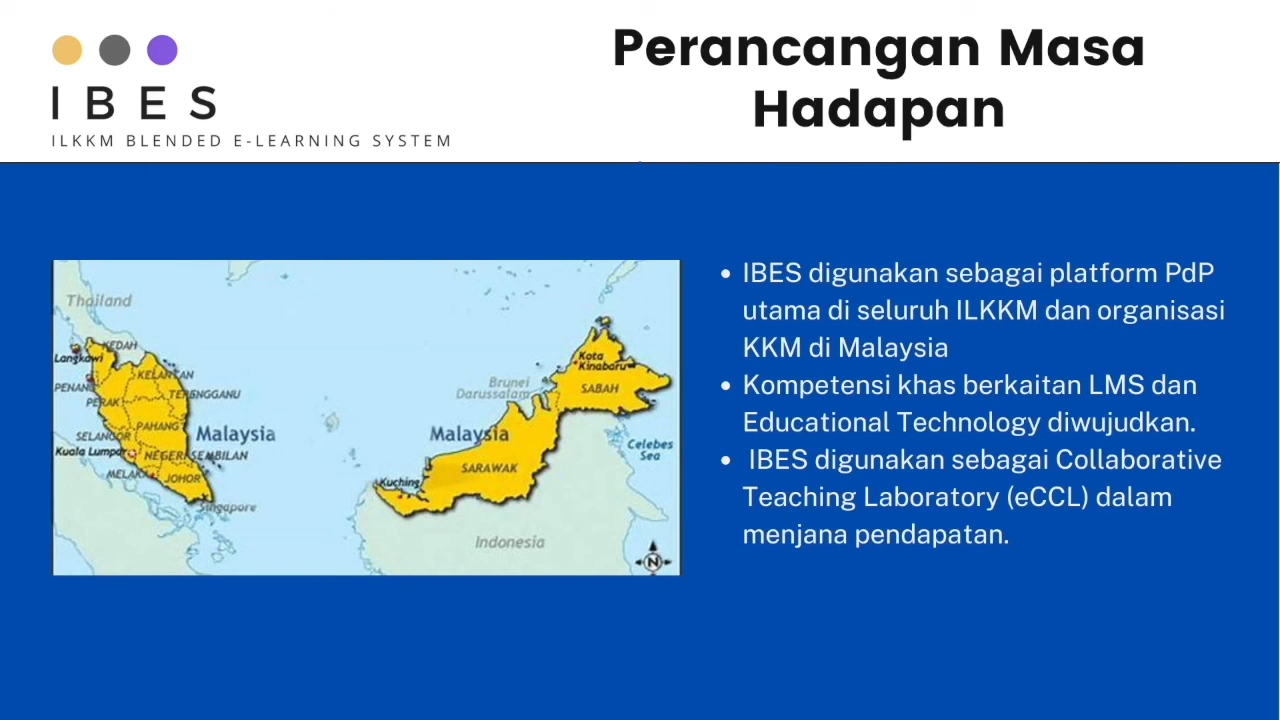 IBES
ILKKM BLENDED E-LEARNING SYSTEM
Perancangan Masa
Hadapan
Thailand
KEDAH
Langkawi
KELANTAN
PENANG
TERENGGANU
PERAK
PAHANG
SELANGOR
Malaysia
Kuala Lumpur
NEGERI SEMBILAN
MELAKA
JOHOR
Singapore
Kota
Kinabaru
SABAH
Brunei
Darussalam
Malaysia
Celebes
Sea
SARAWAK
Kuching
Indonesia
N
• IBES digunakan sebagai platform PdP
utama di seluruh ILKKM dan organisasi
KKM di Malaysia
• Kompetensi khas berkaitan LMS dan
Educational Technology diwujudkan.
• IBES digunakan sebagai Collaborative
Teaching Laboratory (eCCL) dalam
menjana pendapatan.